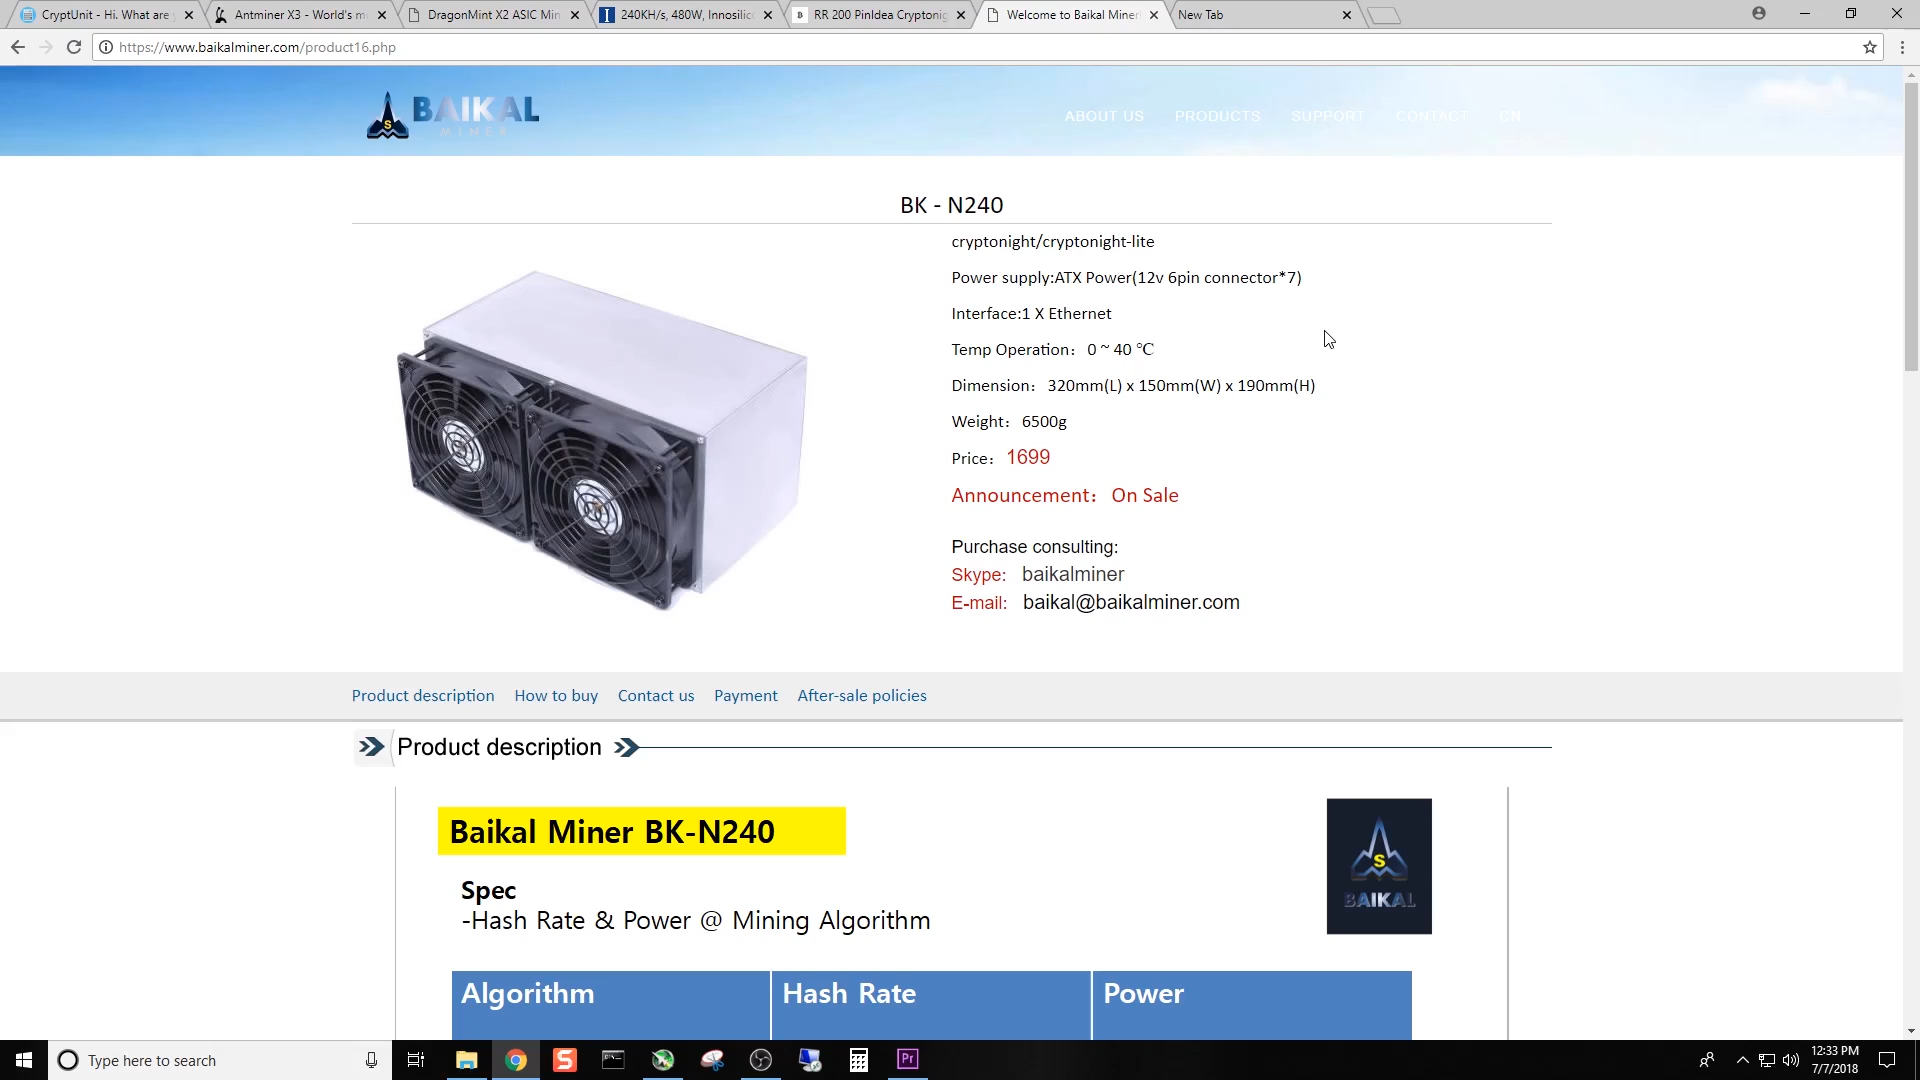 CryptUnit - Hi. What are
Antminer X3 - World's m
DragonMint X2 ASIC Min
240KH/s, 480W, Innosilic
RR 200 PinIdea Cryptonig
Welcome to Baikal Miner
New Tab
https://www.baikalminer.com/product16.php
BAIKAL
MINER
ABOUT US
PRODUCTS
SUPPORT
CONTACT
CN
BK - N240
cryptonight/cryptonight-lite
Power supply:ATX Power(12v 6pin connector*7)
Interface:1 X Ethernet
Temp Operation： 0 ~ 40 ℃
Dimension： 320mm(L) x 150mm(W) x 190mm(H)
Weight： 6500g
Price： 1699
Announcement： On Sale
Purchase consulting:
Skype: baikalminer
E-mail: baikal@baikalminer.com
Product description
How to buy
Contact us
Payment
After-sale policies
Product description
Baikal Miner BK-N240
S
BAIKAL
Spec
-Hash Rate & Power @ Mining Algorithm
Algorithm
Hash Rate
Power
Type here to search
Pr
12:33 PM
7/7/2018